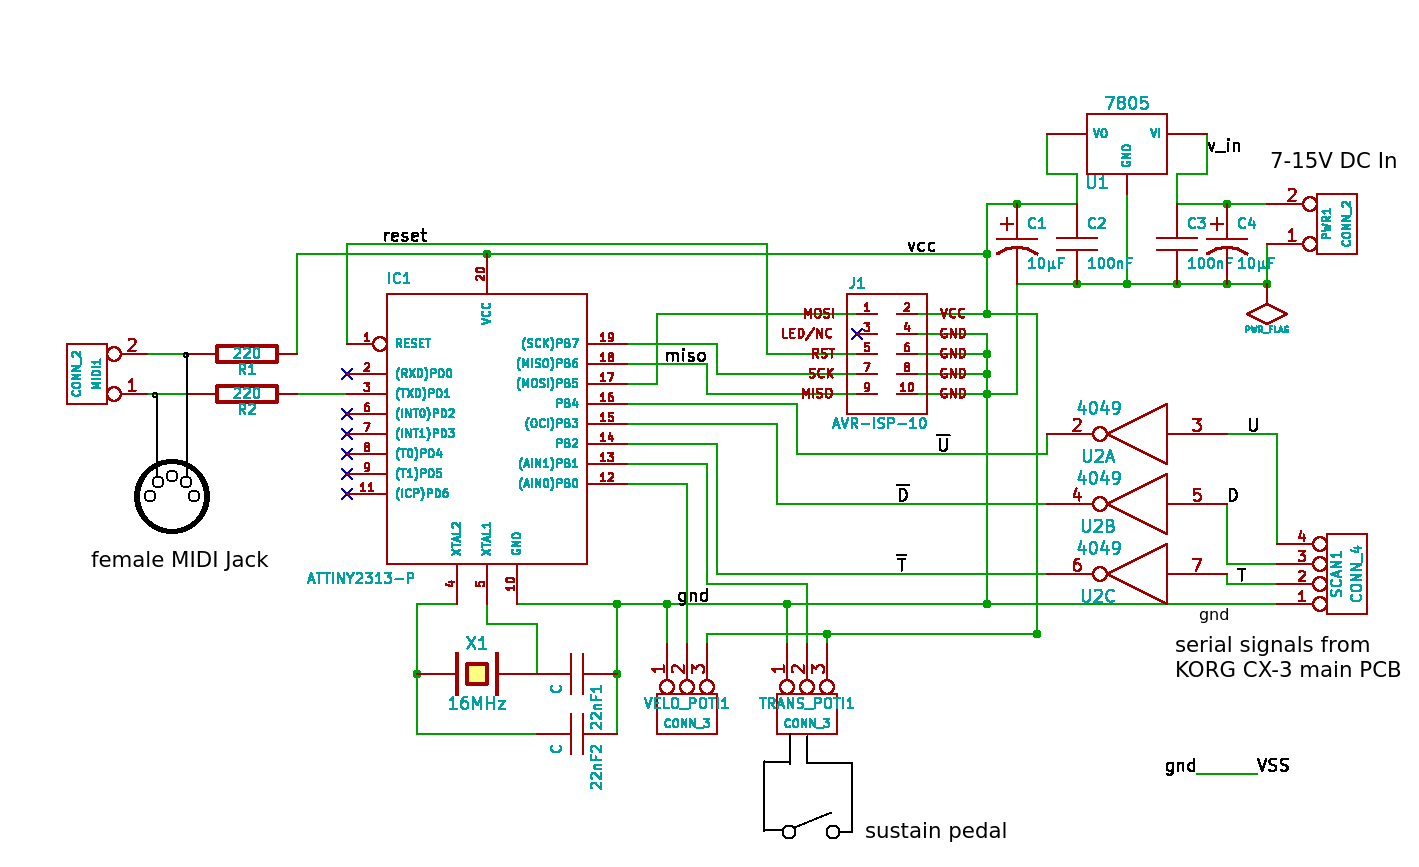 7805
VO
VI
GND
U1
v_in
7-15V DC In
2
1
PWR1
CONN_2
C1
10µF
C2
100nF
C3
100nF
C4
10µF
PWR_FLAG
reset
vcc
IC1
20
VCC
1
RESET
2
(RXD)PD0
3
(TXD)PD1
6
(INT0)PD2
7
(INT1)PD3
8
(T0)PD4
9
(T1)PD5
11
(ICP)PD6
(SCK)PB7
19
(MISO)PB6
18
(MOSI)PB5
17
PB4
16
(OCI)PB3
15
PB2
14
(AIN1)PB1
13
(AIN0)PB0
12
XTAL2
XTAL1
GND
4
5
10
ATTINY2313-P
CONN_2
MIDI1
2
1
220
R1
220
R2
female MIDI Jack
miso
J1
MOSI
1
2
VCC
LED/NC
3
4
GND
RST
5
6
GND
SCK
7
8
GND
MISO
9
10
GND
AVR-ISP-10
U
D
T
4049
2
3
U
U2A
4049
4
5
D
U2B
4049
6
7
T
U2C
4
3
2
1
SCAN1
CONN_4
gnd
gnd
serial signals from
KORG CX-3 main PCB
X1
16MHz
C
22nF1
C
22nF2
1
2
3
VELO_POTI1
CONN_3
1
2
3
TRANS_POTI1
CONN_3
gnd
VSS
sustain pedal